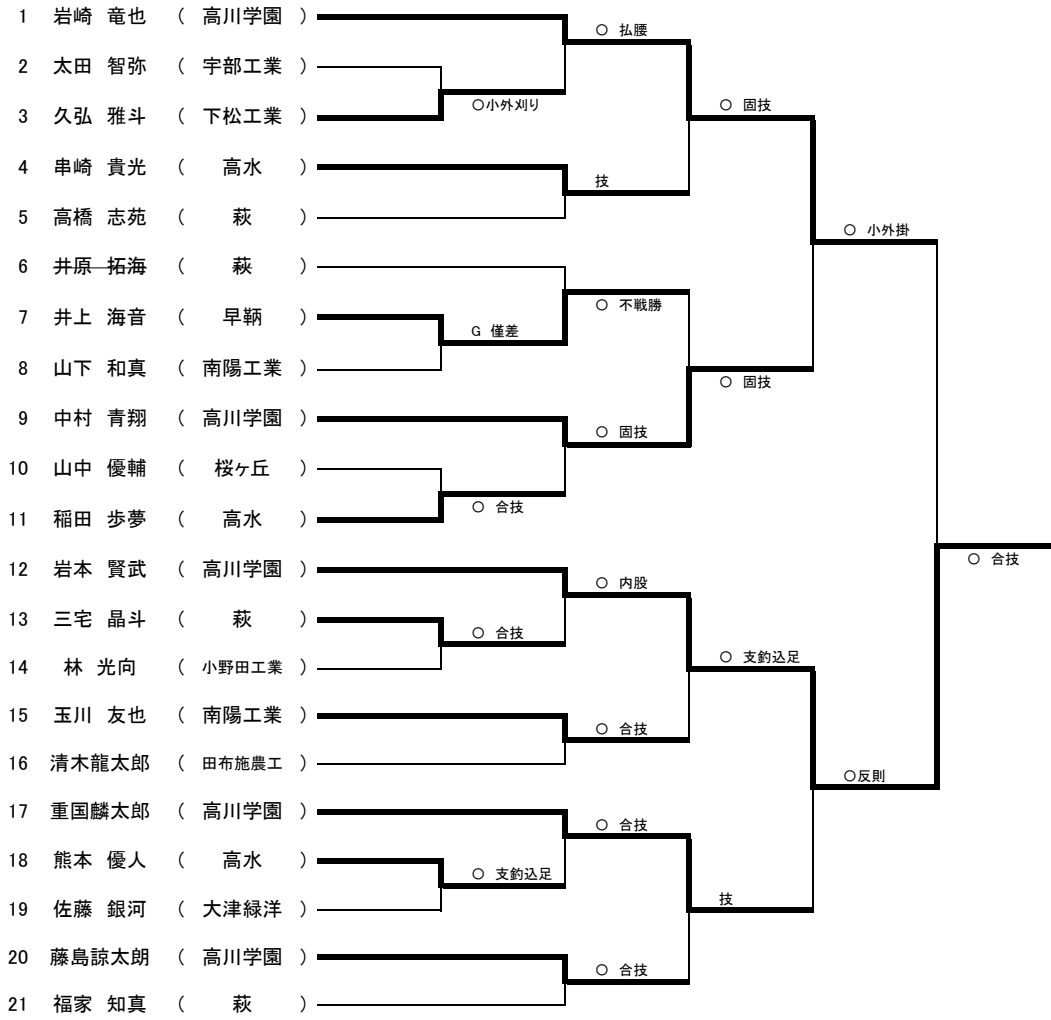 1 岩崎 竜也 ( 高川学園 )
○ 払腰
2 太田 智弥 ( 宇部工業 )
○小外刈り
○ 固技
3 久弘 雅斗 ( 下松工業 )
4 串崎 貴光 ( 高水 )
技
5 高橋 志苑 ( 萩 )
○ 小外掛
6 井原 拓海 ( 萩 )
○ 不戦勝
7 井上 海音 ( 早鞆 )
G 僅差
8 山下 和真 ( 南陽工業 )
○ 固技
9 中村 青翔 ( 高川学園 )
○ 固技
10 山中 優輔 ( 桜ヶ丘 )
○ 合技
11 稲田 歩夢 ( 高水 )
○ 合技
12 岩本 賢武 ( 高川学園 )
○ 内股
13 三宅 晶斗 ( 萩 )
○ 合技
14 林 光向 ( 小野田工業 )
○ 支釣込足
15 玉川 友也 ( 南陽工業 )
○ 合技
16 清木龍太郎 ( 田布施農工 )
○反則
17 重国麟太郎 ( 高川学園 )
○ 合技
18 熊本 優人 ( 高水 )
○ 支釣込足
19 佐藤 銀河 ( 大津緑洋 )
技
20 藤島諒太朗 ( 高川学園 )
○ 合技
21 福家 知真 ( 萩 )